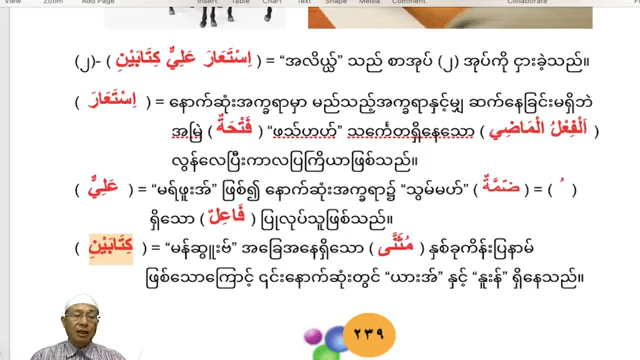 View Add Page Insert Table Chart Text Shape Media Comment Collaborate
(၂)- ( اِسْتَعَارَ عَلِيٌّ كِتَابَيْنِ ) = “အလိယ္ယ်” သည် စာအုပ် (၂) အုပ်ကို ငှားခဲ့သည်။
( اِسْتَعَارَ ) = နောက်ဆုံးအက္ခရာမှာ မည်သည့်အက္ခရာနှင့်မျှ ဆက်နေခြင်းမရှိဘဲ
အမြဲ ( فَتْحَةٌ ) “ဖသ်ဟဟ်” သင်္ကေတရှိနေသော ( اَلْفِعْلُ الْمَاضِي )
လွန်လေပြီးကာလပြကြိယာဖြစ်သည်။
( عَلِيٌّ ) = “မရ်ဖူးအ်” ဖြစ်၍ နောက်ဆုံးအက္ခရာ၌ “သွမ်မဟ်” ( ضَمَّةٌ ) = ( ُ )
ရှိသော ( فَاعِلٌ ) ပြုလုပ်သူဖြစ်သည်။
( كِتَابَيْنِ ) = “မန်ဆွူးဗ်” အခြေအနေရှိသော ( مُثَنًّى ) နှစ်ခုကိန်းပြနာမ်
ဖြစ်သောကြောင့် ၎င်းနောက်ဆုံးတွင် “ယားအ်” နှင့် “နူးန်” ရှိနေသည်။
٢٣٩